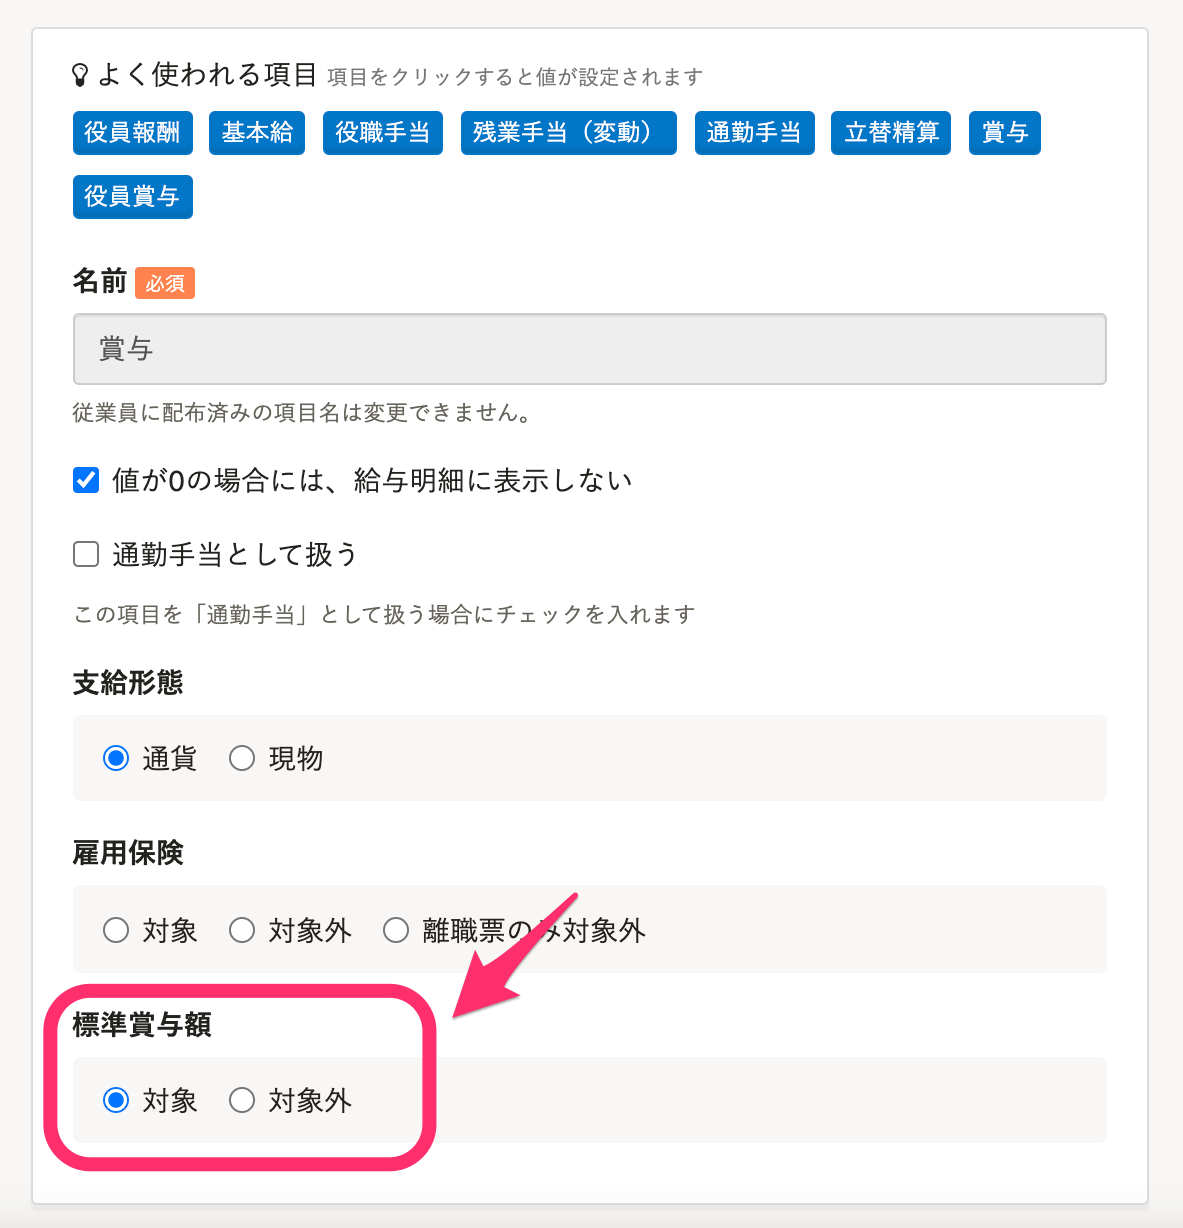 よく使われる項目 項目をクリックすると値が設定されます
役員報酬 基本給 役職手当 残業手当（変動） 通勤手当 立替精算 賞与
役員賞与
名前 必須
賞与
従業員に配布済みの項目名は変更できません。
値が0の場合には、給与明細に表示しない
通勤手当として扱う
この項目を「通勤手当」として扱う場合にチェックを入れます
支給形態
通貨 現物
雇用保険
対象 対象外 離職票のみ対象外
標準賞与額
対象 対象外